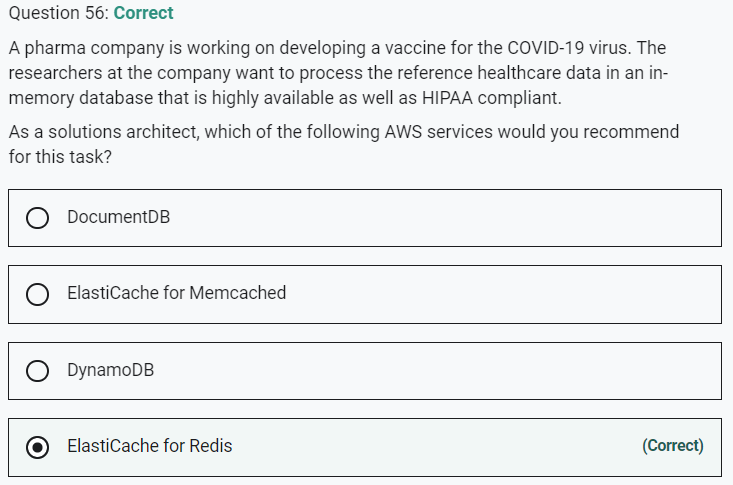 Question 56: Correct
A pharma company is working on developing a vaccine for the COVID-19 virus. The
researchers at the company want to process the reference healthcare data in an in-
memory database that is highly available as well as HIPAA compliant.
As a solutions architect, which of the following AWS services would you recommend
for this task?
DocumentDB
ElastiCache for Memcached
DynamoDB
ElastiCache for Redis (Correct)